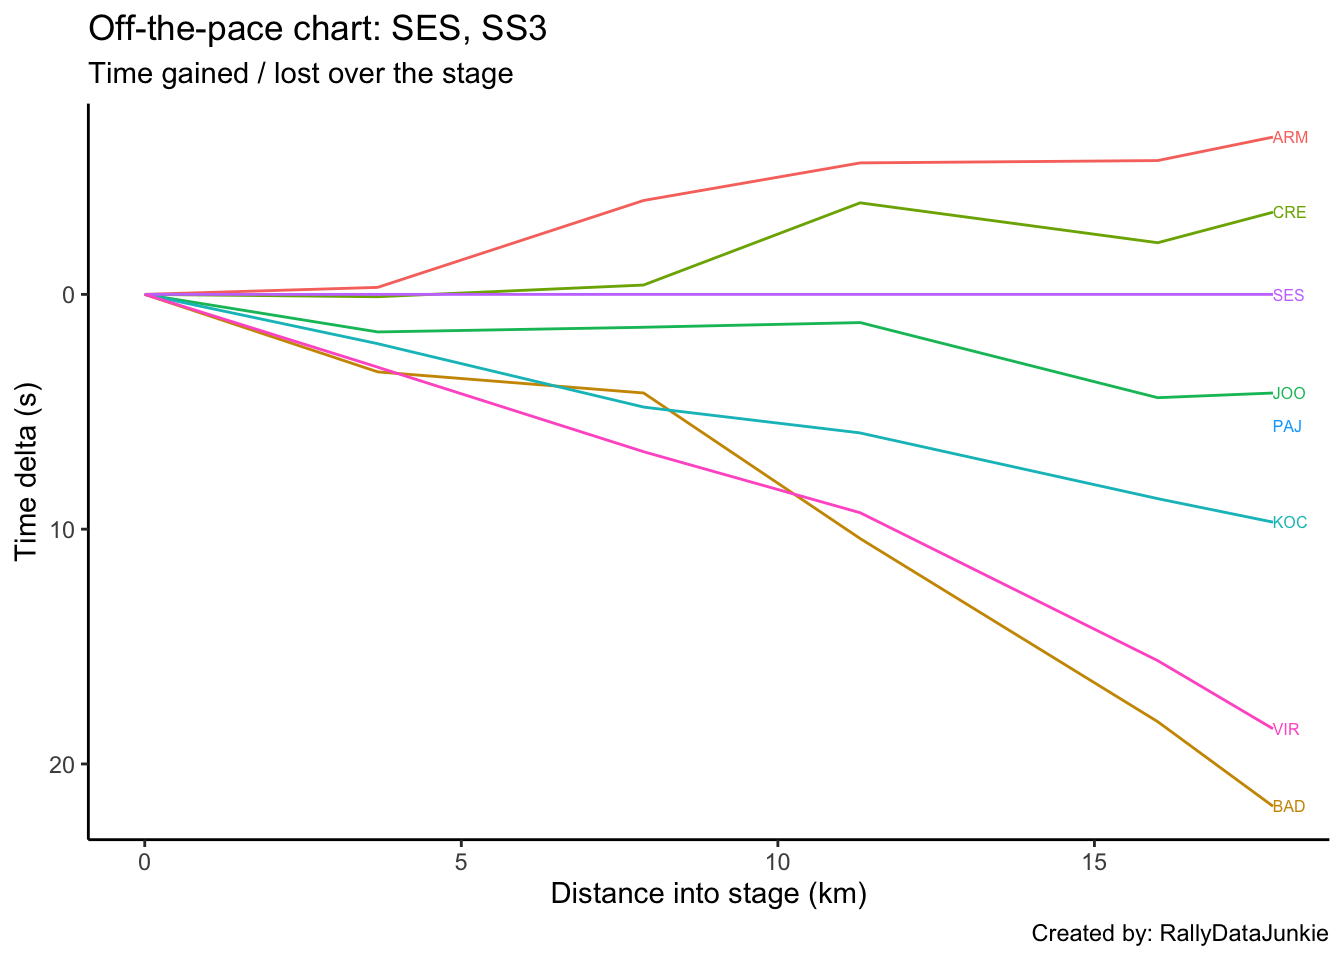 Off-the-pace chart: SES, SS3
Time gained / lost over the stage
ARM
CRE
0
SES
JOO
PAJ
Time delta (s)
KOC
10
VIR
20
BAD
0 5 10 15
Distance into stage (km)
Created by: RallyDataJunkie